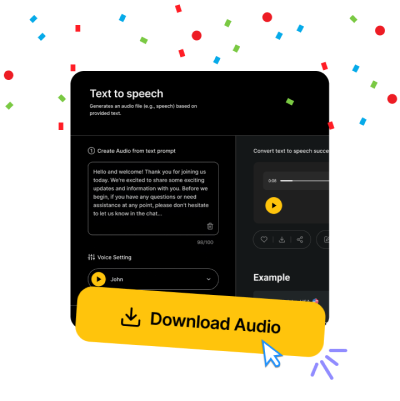 Text to speech
Generates an audio file (e.g., speech) based on
provided text.
1 Create Audio from text prompt
Hello and welcome! Thank you for joining us
today. We're excited to share some exciting
updates and information with you. Before we
begin, if you have any questions or need
assistance at any point, please don't hesitate
to let us know in the chat...
98/100
Voice Setting
John
Convert text to speech succe
0:08
Example
Download Audio